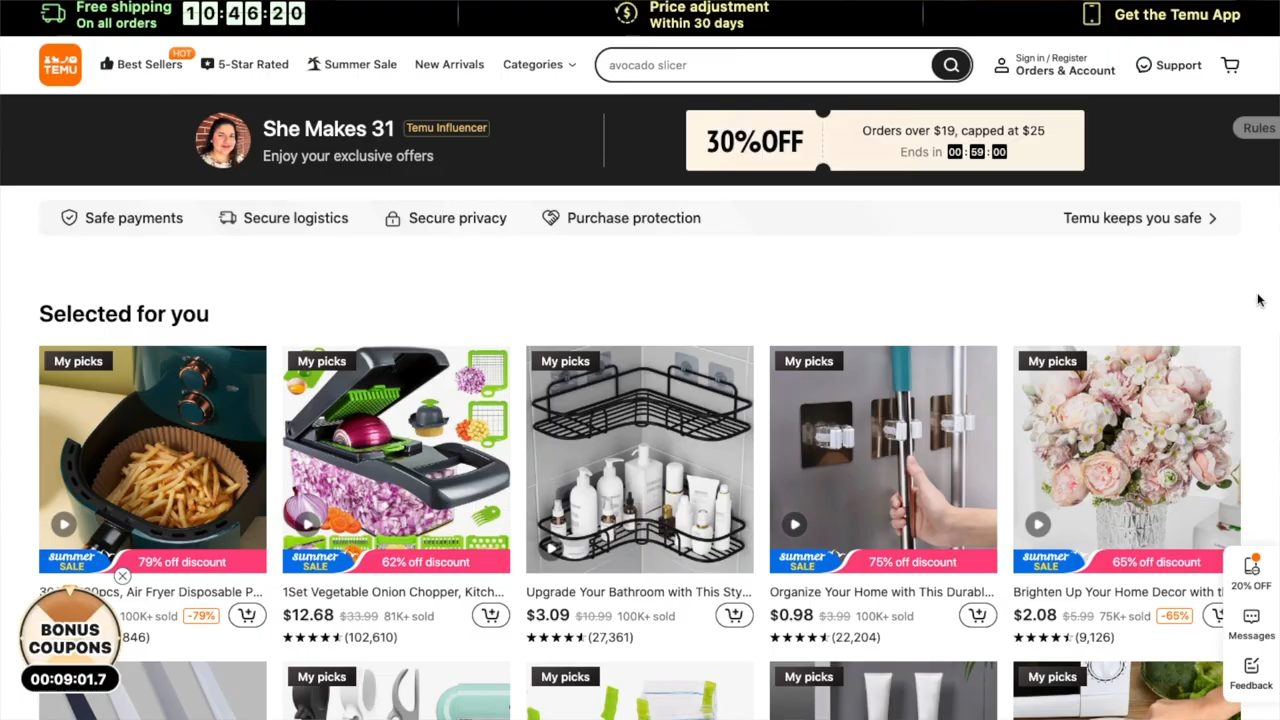 Free shipping
On all orders
10:46:20
Price adjustment
Within 30 days
Get the Temu App
TEMU
Best Sellers
HOT
5-Star Rated
Summer Sale
New Arrivals
Categories
avocado slicer
Sign in / Register
Orders & Account
Support
She Makes 31
Temu Influencer
Enjoy your exclusive offers
30%OFF
Orders over $19, capped at $25
Ends in 00:59:00
Rules
Safe payments
Secure logistics
Secure privacy
Purchase protection
Temu keeps you safe
Selected for you
My picks
My picks
My picks
My picks
My picks
summer SALE 79% off discount
summer SALE 62% off discount
summer SALE 75% off discount
summer SALE 65% off discount
pcs, Air Fryer Disposable P...
1Set Vegetable Onion Chopper, Kitch...
Upgrade Your Bathroom with This Sty...
Organize Your Home with This Durabl...
Brighten Up Your Home Decor with t
100K+ sold -79%
$12.68 $33.99 81K+ sold
$3.09 $10.99 100K+ sold
$0.98 $3.99 100K+ sold
$2.08 $5.99 75K+ sold -65%
846)
(102,610)
(27,361)
(22,204)
(9,126)
BONUS
COUPONS
00:09:01.7
20% OFF
Messages
Feedback
My picks
My picks
My picks
My picks